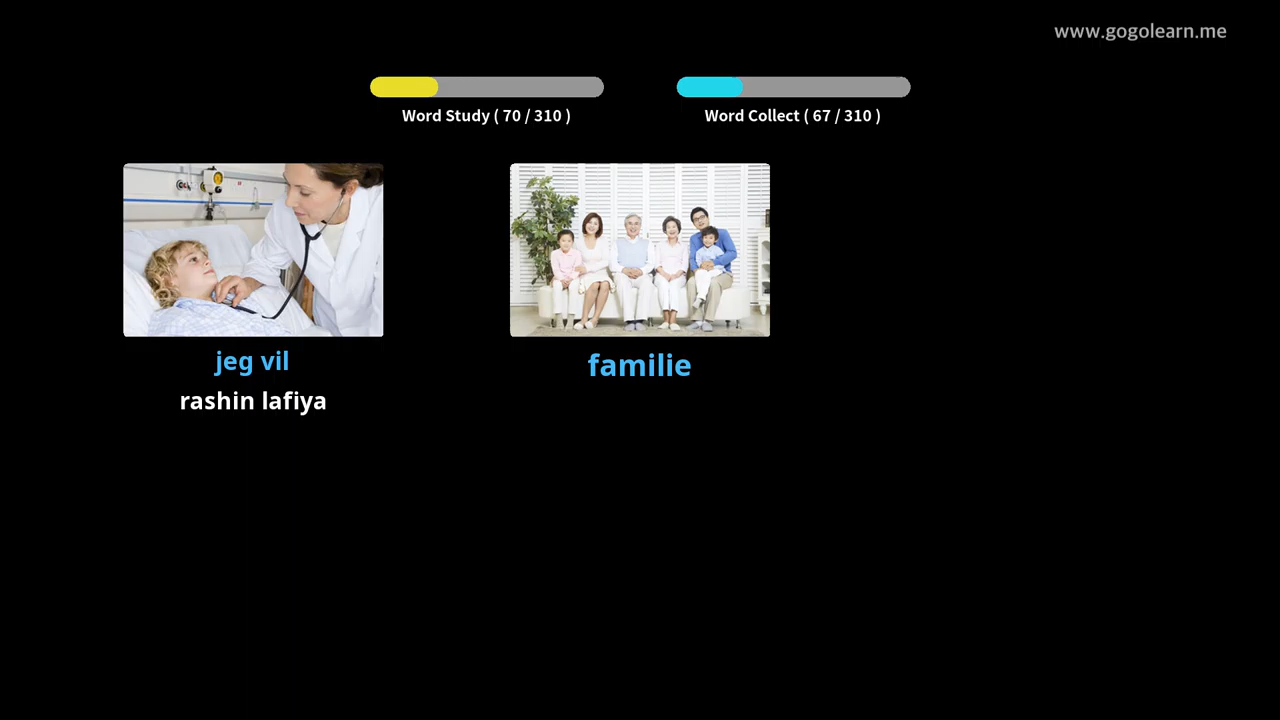 www.gogolearn.me
Word Study ( 70 / 310 )
Word Collect ( 67 / 310 )
jeg vil
rashin lafiya
familie